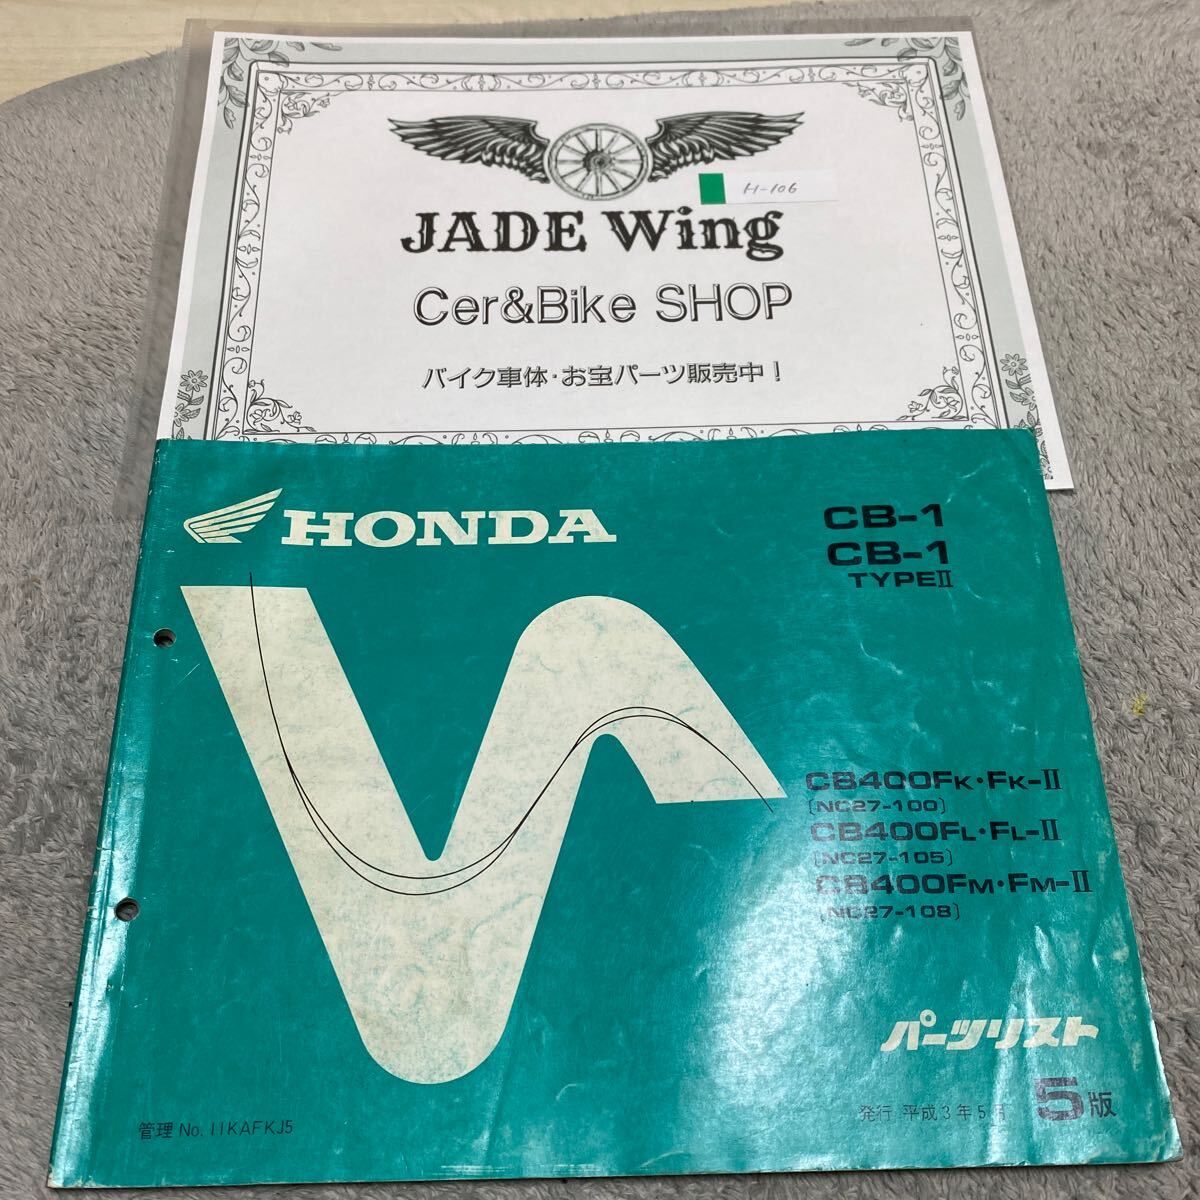 H-106
JADE Wing
Cer&Bike SHOP
バイク車体・お宝パーツ販売中！
HONDA
CB-1
CB-1
TYPEⅡ
CB400FK・FK-Ⅱ
〔NC27-100〕
CB400FL・FL-Ⅱ
〔NC27-105〕
CB400FM・FM-Ⅱ
〔NC27-108〕
パーツリスト
発行 平成3年5月 5版
管理 No. 11KAFKJ5